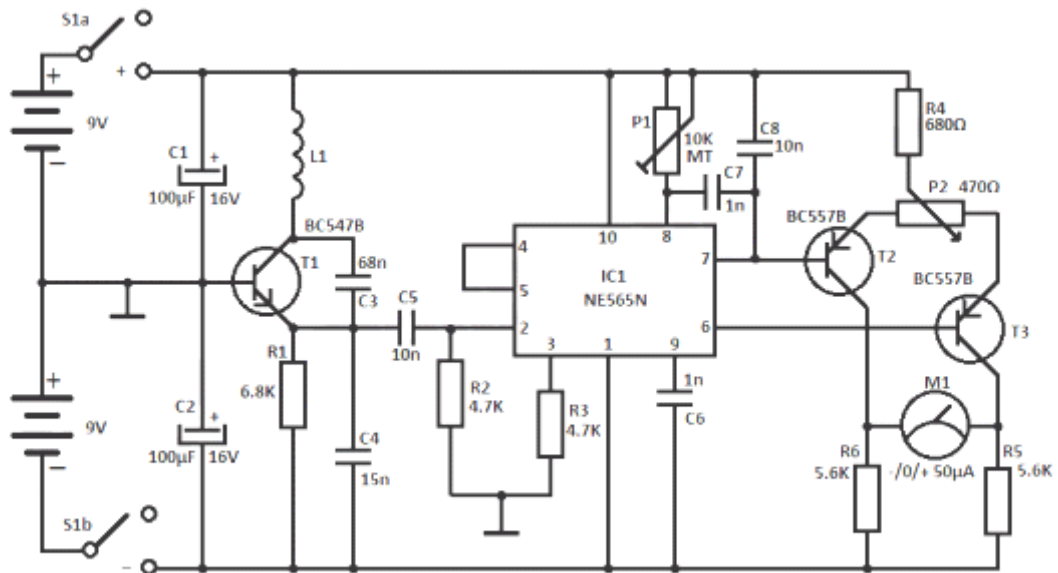 S1a
+
+
9V
−
C1
+
100µF
16V
L1
BC547B
T1
68n
C3
C5
10n
R1
6.8K
C2
+
100µF
16V
C4
15n
R2
4.7K
R3
4.7K
+
9V
−
S1b
−
P1
10K
MT
C7
1n
C8
10n
10
8
4
5
2
3
1
9
7
6
IC1
NE565N
1n
C6
R4
680Ω
P2 470Ω
BC557B
T2
BC557B
T3
M1
-/0/+ 50µA
R6
5.6K
R5
5.6K